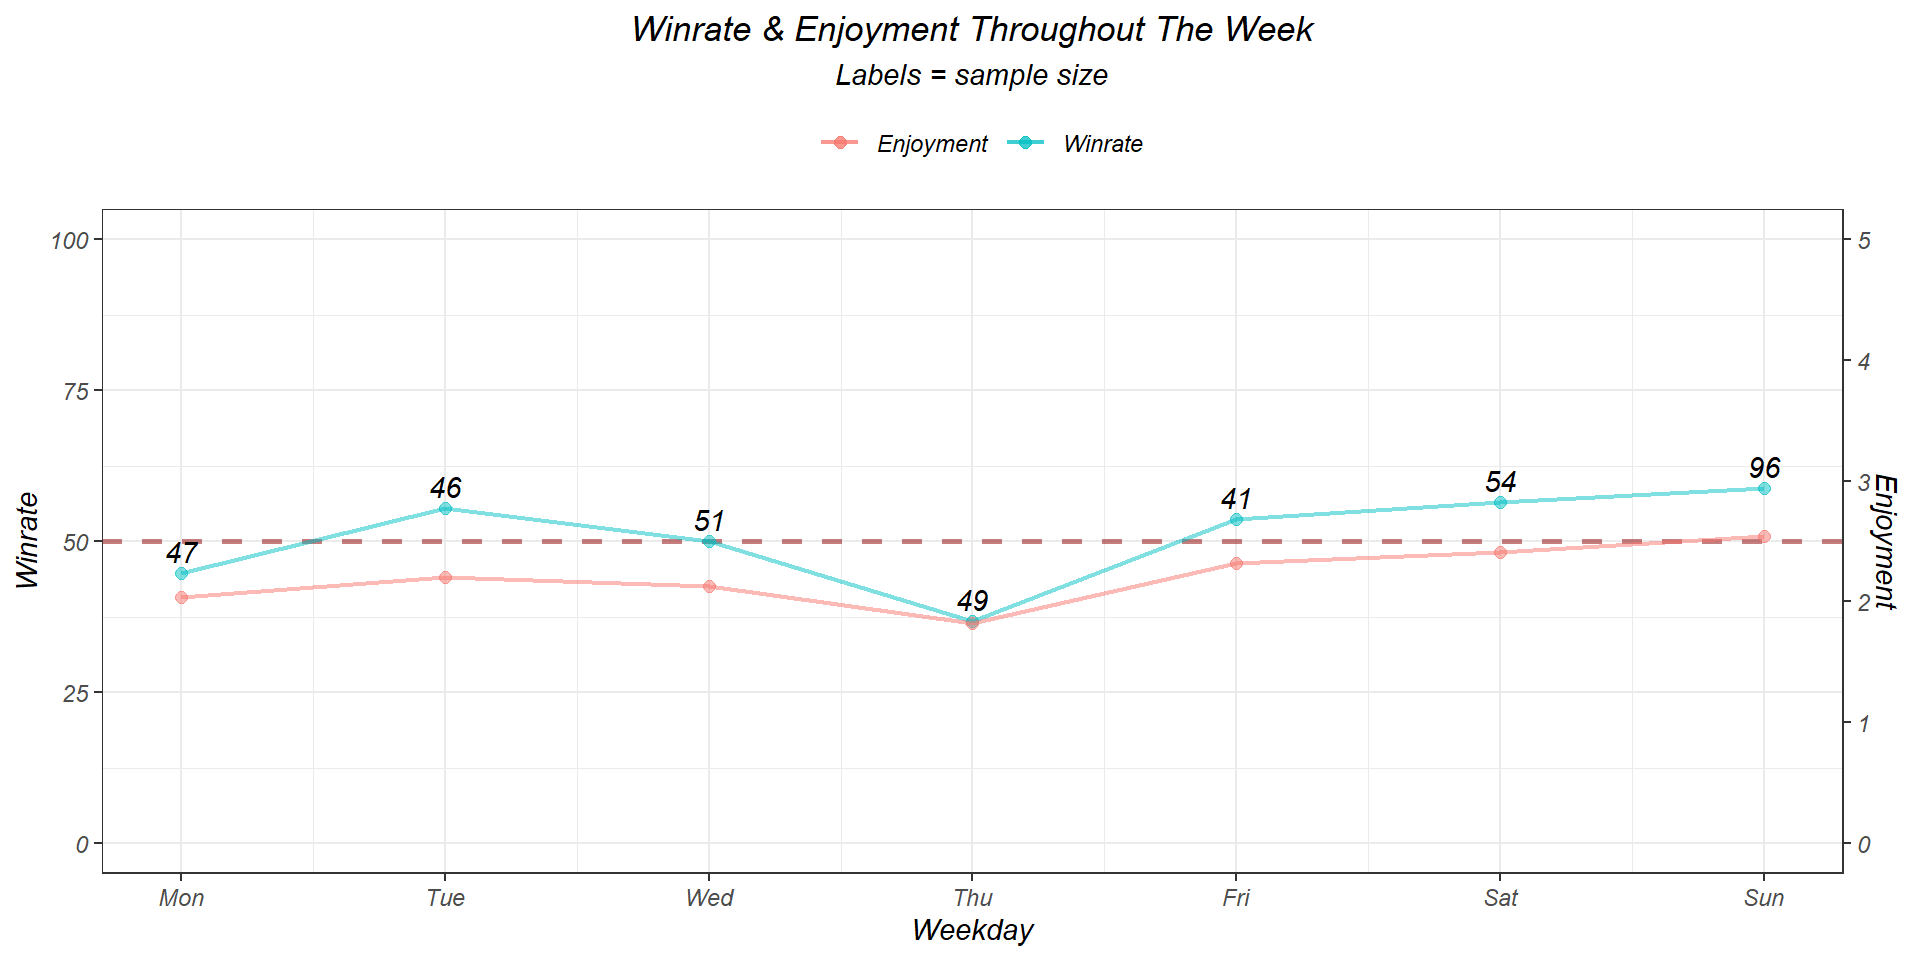 Winrate & Enjoyment Throughout The Week
Labels = sample size
Enjoyment Winrate
100
75
50
25
0
Winrate
47
46
51
49
41
54
96
5
4
3
2
1
0
Enjoyment
Mon Tue Wed Thu Fri Sat Sun
Weekday